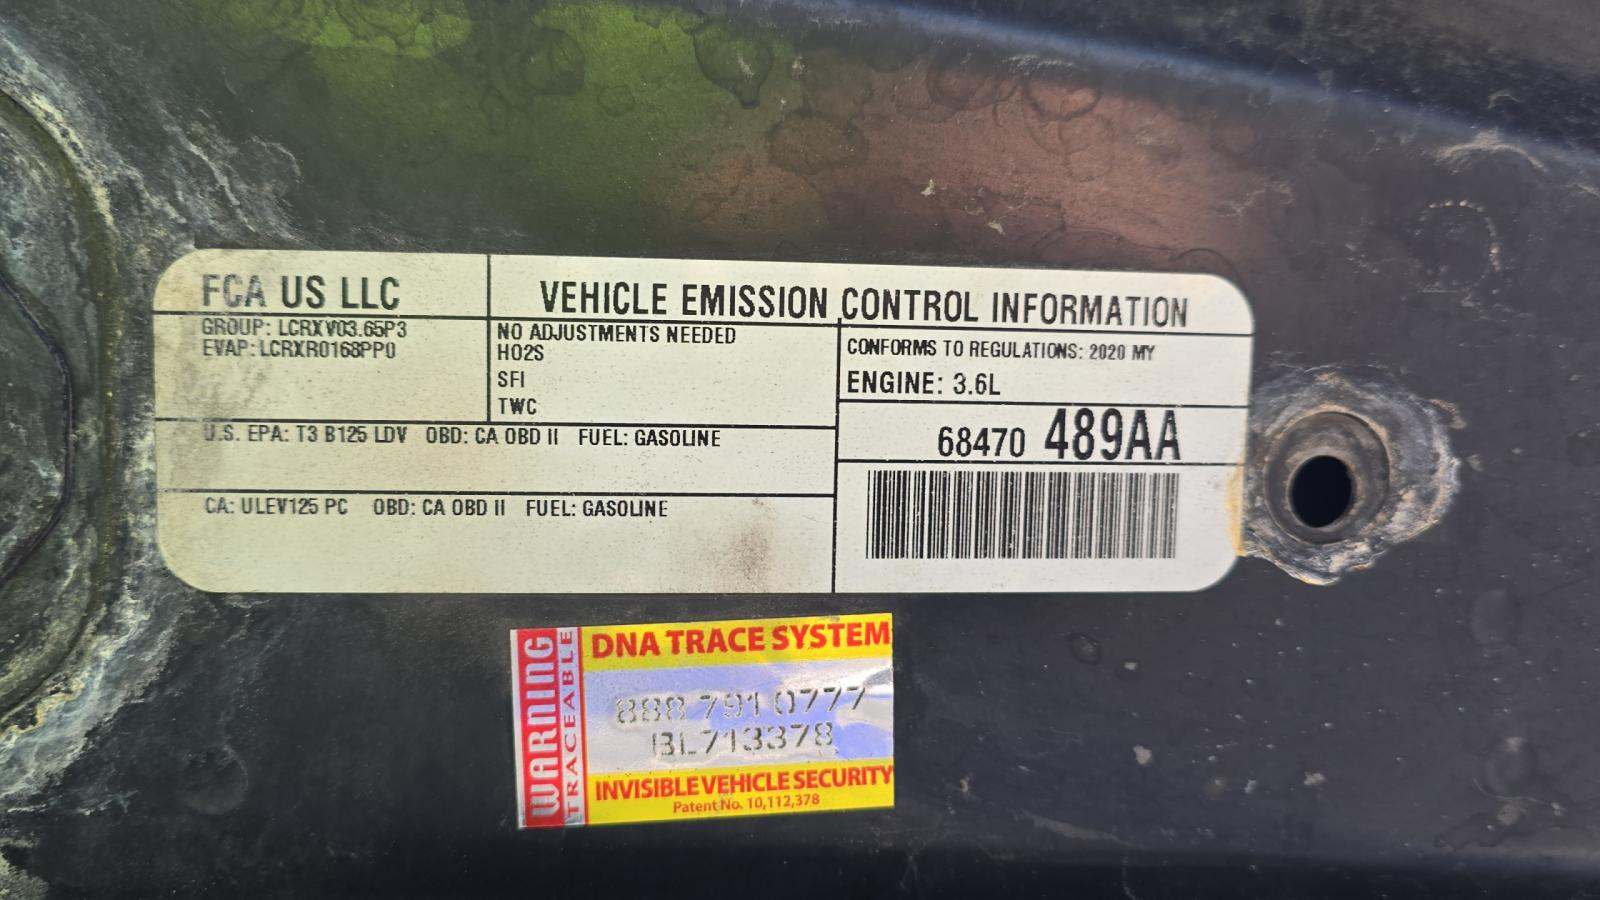 FCA US LLC
VEHICLE EMISSION CONTROL INFORMATION
GROUP: LCRXV03.65P3
EVAP: LCRXR0168PP0
NO ADJUSTMENTS NEEDED
HO2S
SFI
TWC
CONFORMS TO REGULATIONS: 2020 MY
ENGINE: 3.6L
68470 489AA
U.S. EPA: T3 B125 LDV OBD: CA OBD II FUEL: GASOLINE
CA: ULEV125 PC OBD: CA OBD II FUEL: GASOLINE
WARNING
TRACEABLE
DNA TRACE SYSTEM
888 791 0777
BL713378
INVISIBLE VEHICLE SECURITY
Patent No. 10,112,378